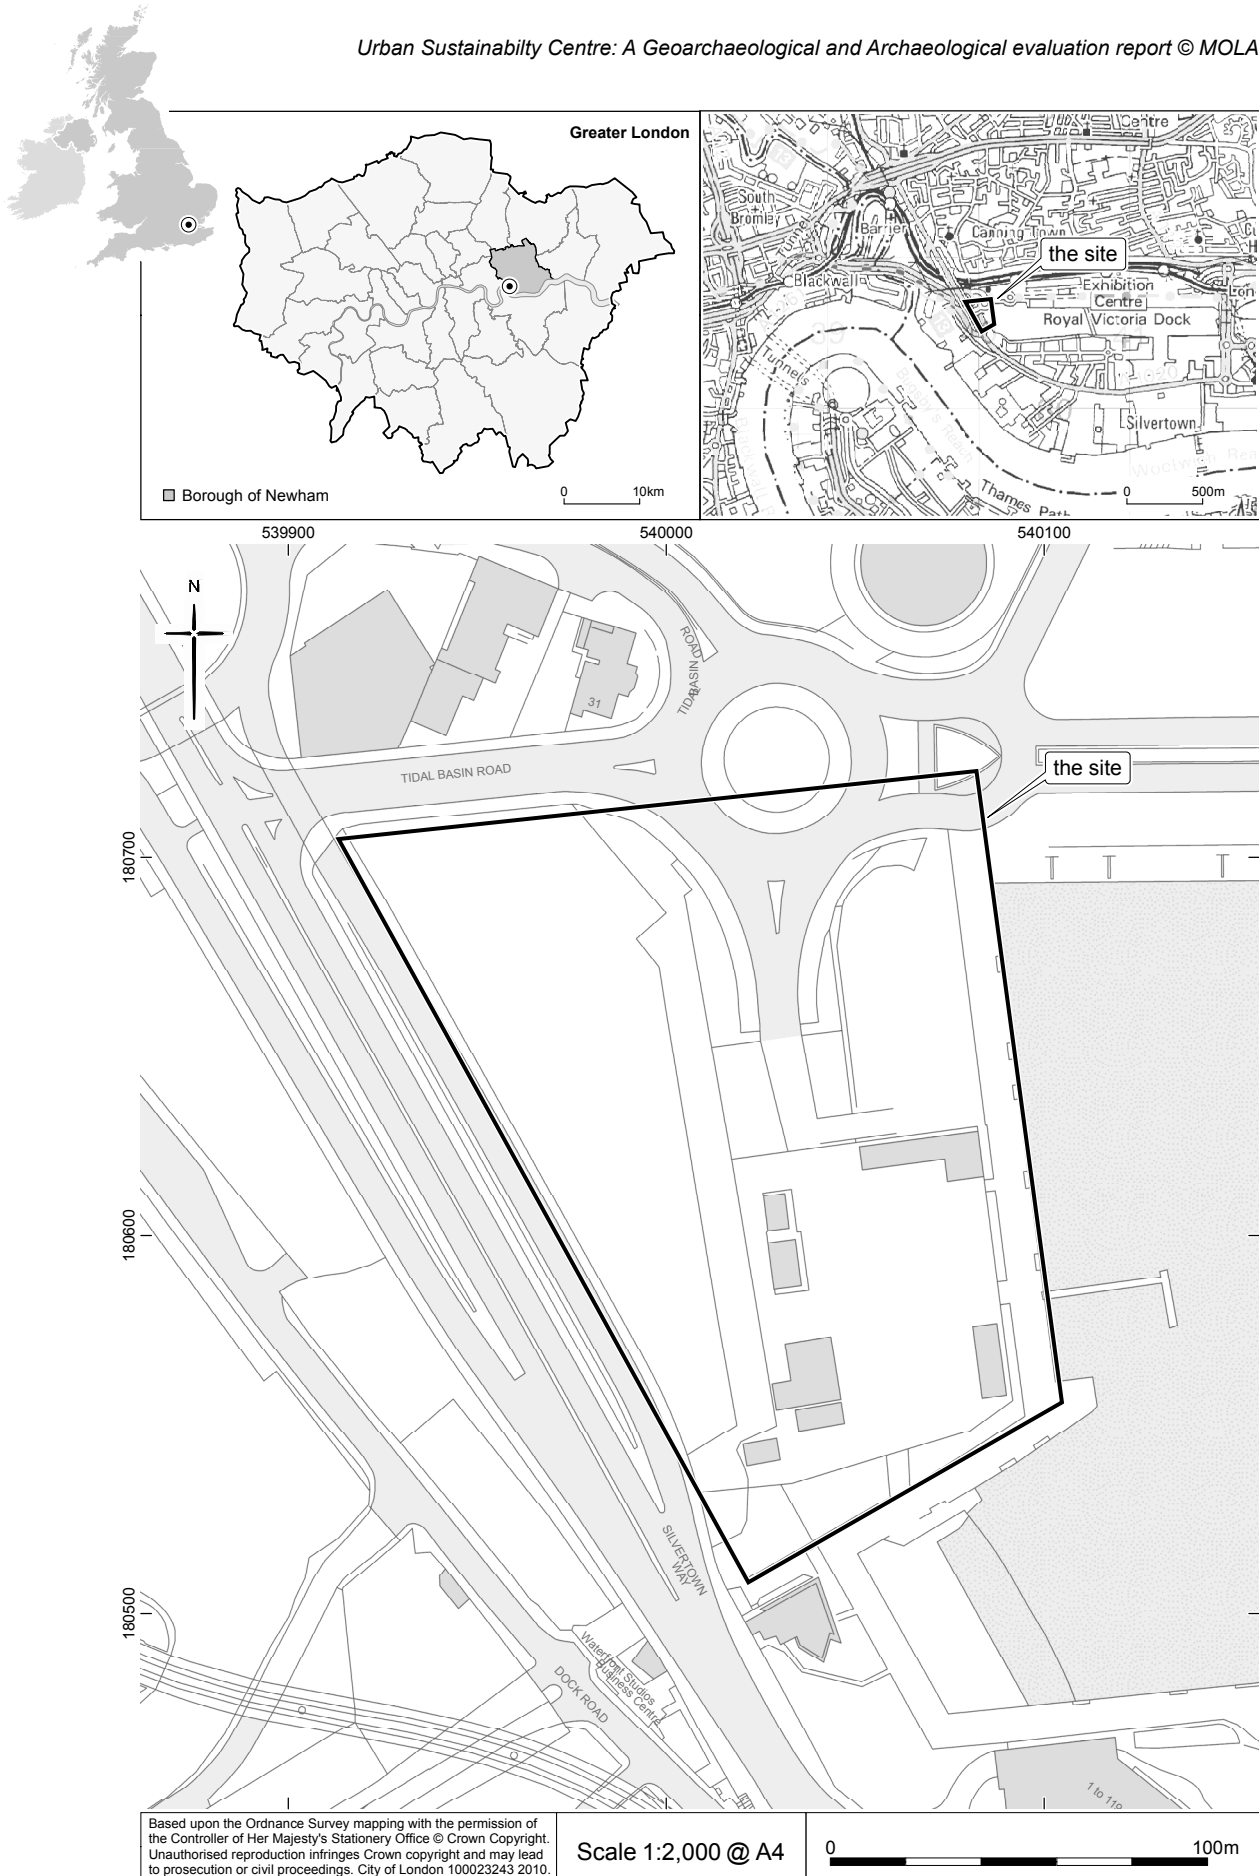 Urban Sustainabilty Centre: A Geoarchaeological and Archaeological evaluation report © MOLA
Greater London
Borough of Newham
0 10km
Centre
South
Bromley
Barrier
Canning Town
the site
Blackwall
Exhibition
Centre
Royal Victoria Dock
Tunnels
Bugsby's Reach
Silvertown
Thames Path
0 500m
539900 540000 540100
N
ROAD
TIDAL BASIN
31
TIDAL BASIN ROAD
the site
180700
180600
SILVERTOWN
WAY
180500
Waterfront Studios
Business Centre
DOCK ROAD
1 to 119
Based upon the Ordnance Survey mapping with the permission of
the Controller of Her Majesty's Stationery Office © Crown Copyright.
Unauthorised reproduction infringes Crown copyright and may lead
to prosecution or civil proceedings. City of London 100023243 2010.
Scale 1:2,000 @ A4
0 100m